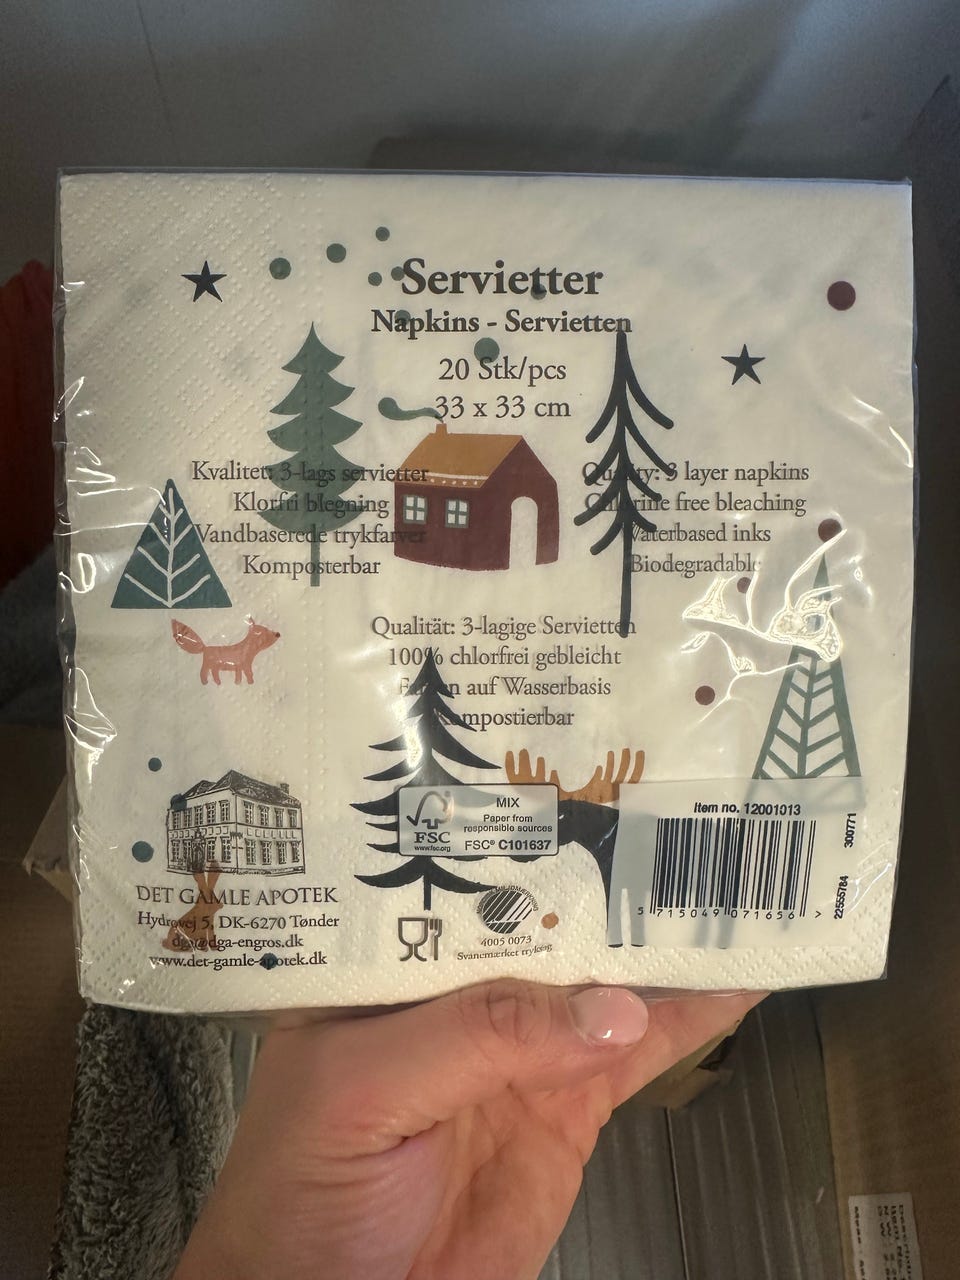 Servietter
Napkins - Servietten
20 Stk/pcs
33 x 33 cm
Kvalitet: 3-lags servietter
Klorfri blegning
Vandbaserede trykfarver
Komposterbar
Quality: 3 layer napkins
Chlorine free bleaching
Waterbased inks
Biodegradable
Qualität: 3-lagige Servietten
100% chlorfrei gebleicht
Farben auf Wasserbasis
Kompostierbar
DET GAMLE APOTEK
Hydrovej 5, DK-6270 Tønder
dga@dga-engros.dk
www.det-gamle-apotek.dk
FSC
www.fsc.org
MIX
Paper from
responsible sources
FSC® C101637
4005 0073
Svanemærket tryksag
Item no. 12001013
5 715049 071656 >
300771
22555784